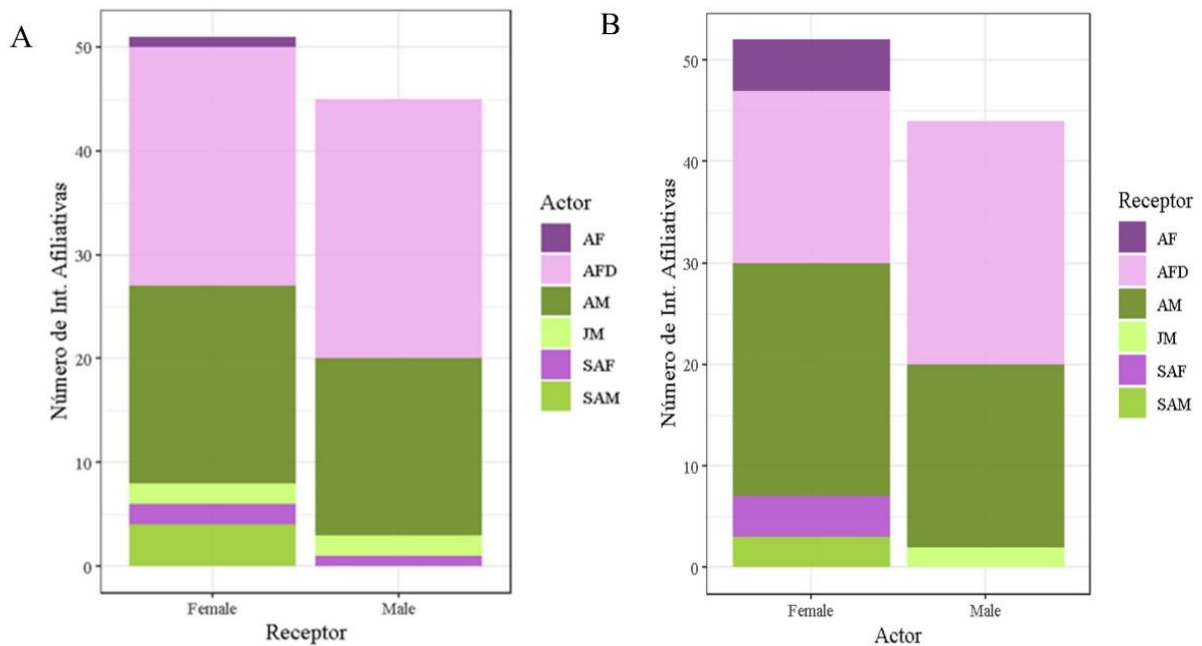 A
Número de Int. Afiliativas
50
40
30
20
10
0
Female
Male
Receptor
Actor
AF
AFD
AM
JM
SAF
SAM
B
Número de Int. Afiliativas
50
40
30
20
10
0
Female
Male
Actor
Receptor
AF
AFD
AM
JM
SAF
SAM